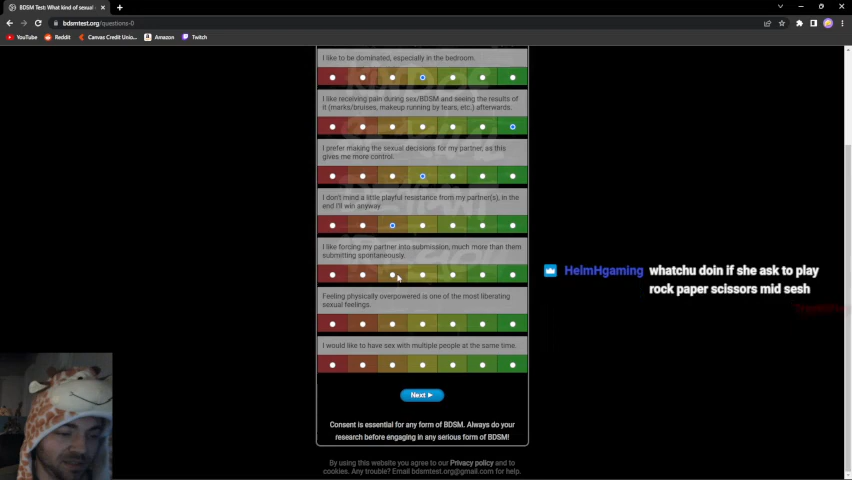 BDSM Test: What kind of sexual d
bdsmtest.org/questions-0
YouTube
Reddit
Canvas Credit Unio...
Amazon
Twitch
I like to be dominated, especially in the bedroom.
I like receiving pain during sex/BDSM and seeing the results of
it (marks/bruises, makeup running by tears, etc.) afterwards.
I prefer making the sexual decisions for my partner, as this
gives me more control.
I don't mind a little playful resistance from my partner(s), in the
end I'll win anyway
I like forcing my partner into submission, much more than them
submitting spontaneously.
Feeling physically overpowered is one of the most liberating
sexual feelings.
I would like to have sex with multiple people at the same time.
Next
Consent is essential for any form of BDSM. Always do your
research before engaging in any serious form of BDSM!
By using this website you agree to our Privacy policy and to
cookies. Any trouble? Email bdsmtest.org@gmail.com for help.
HelmHgaming whatchu doin if she ask to play
rock paper scissors mid sesh